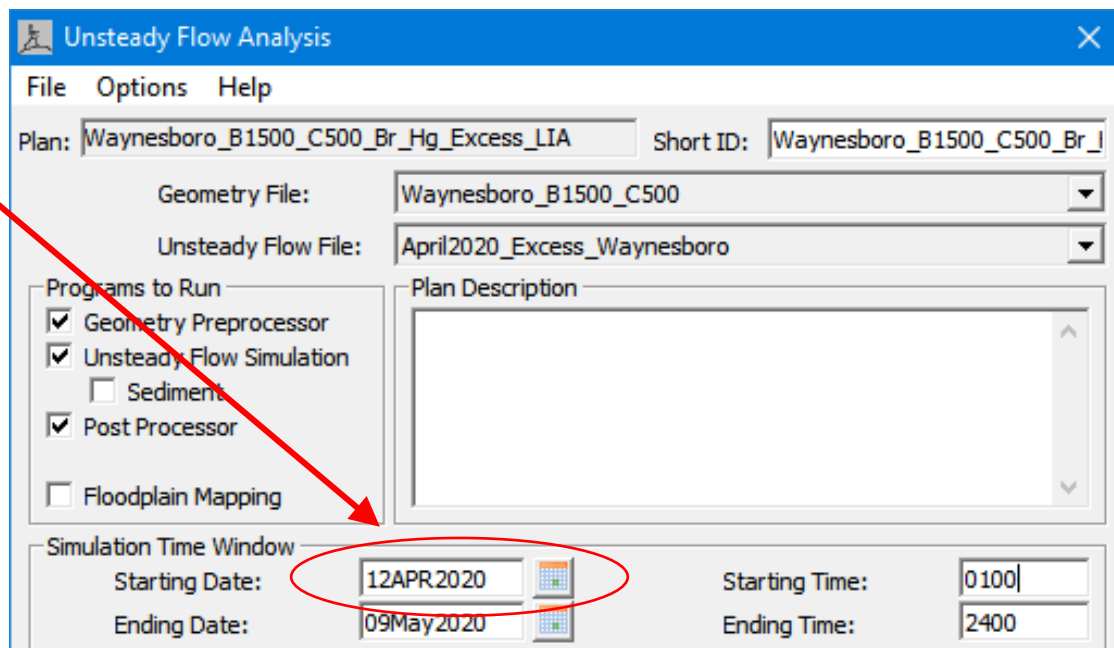 Unsteady Flow Analysis
File Options Help
Plan: Waynesboro_B1500_C500_Br_Hg_Excess_LIA Short ID: Waynesboro_B1500_C500_Br_
Geometry File: Waynesboro_B1500_C500
Unsteady Flow File: April2020_Excess_Waynesboro
Programs to Run Plan Description
Geometry Preprocessor
Unsteady Flow Simulation
Sediment
Post Processor
Floodplain Mapping
Simulation Time Window
Starting Date: 12APR2020 Starting Time: 0100
Ending Date: 09May2020 Ending Time: 2400